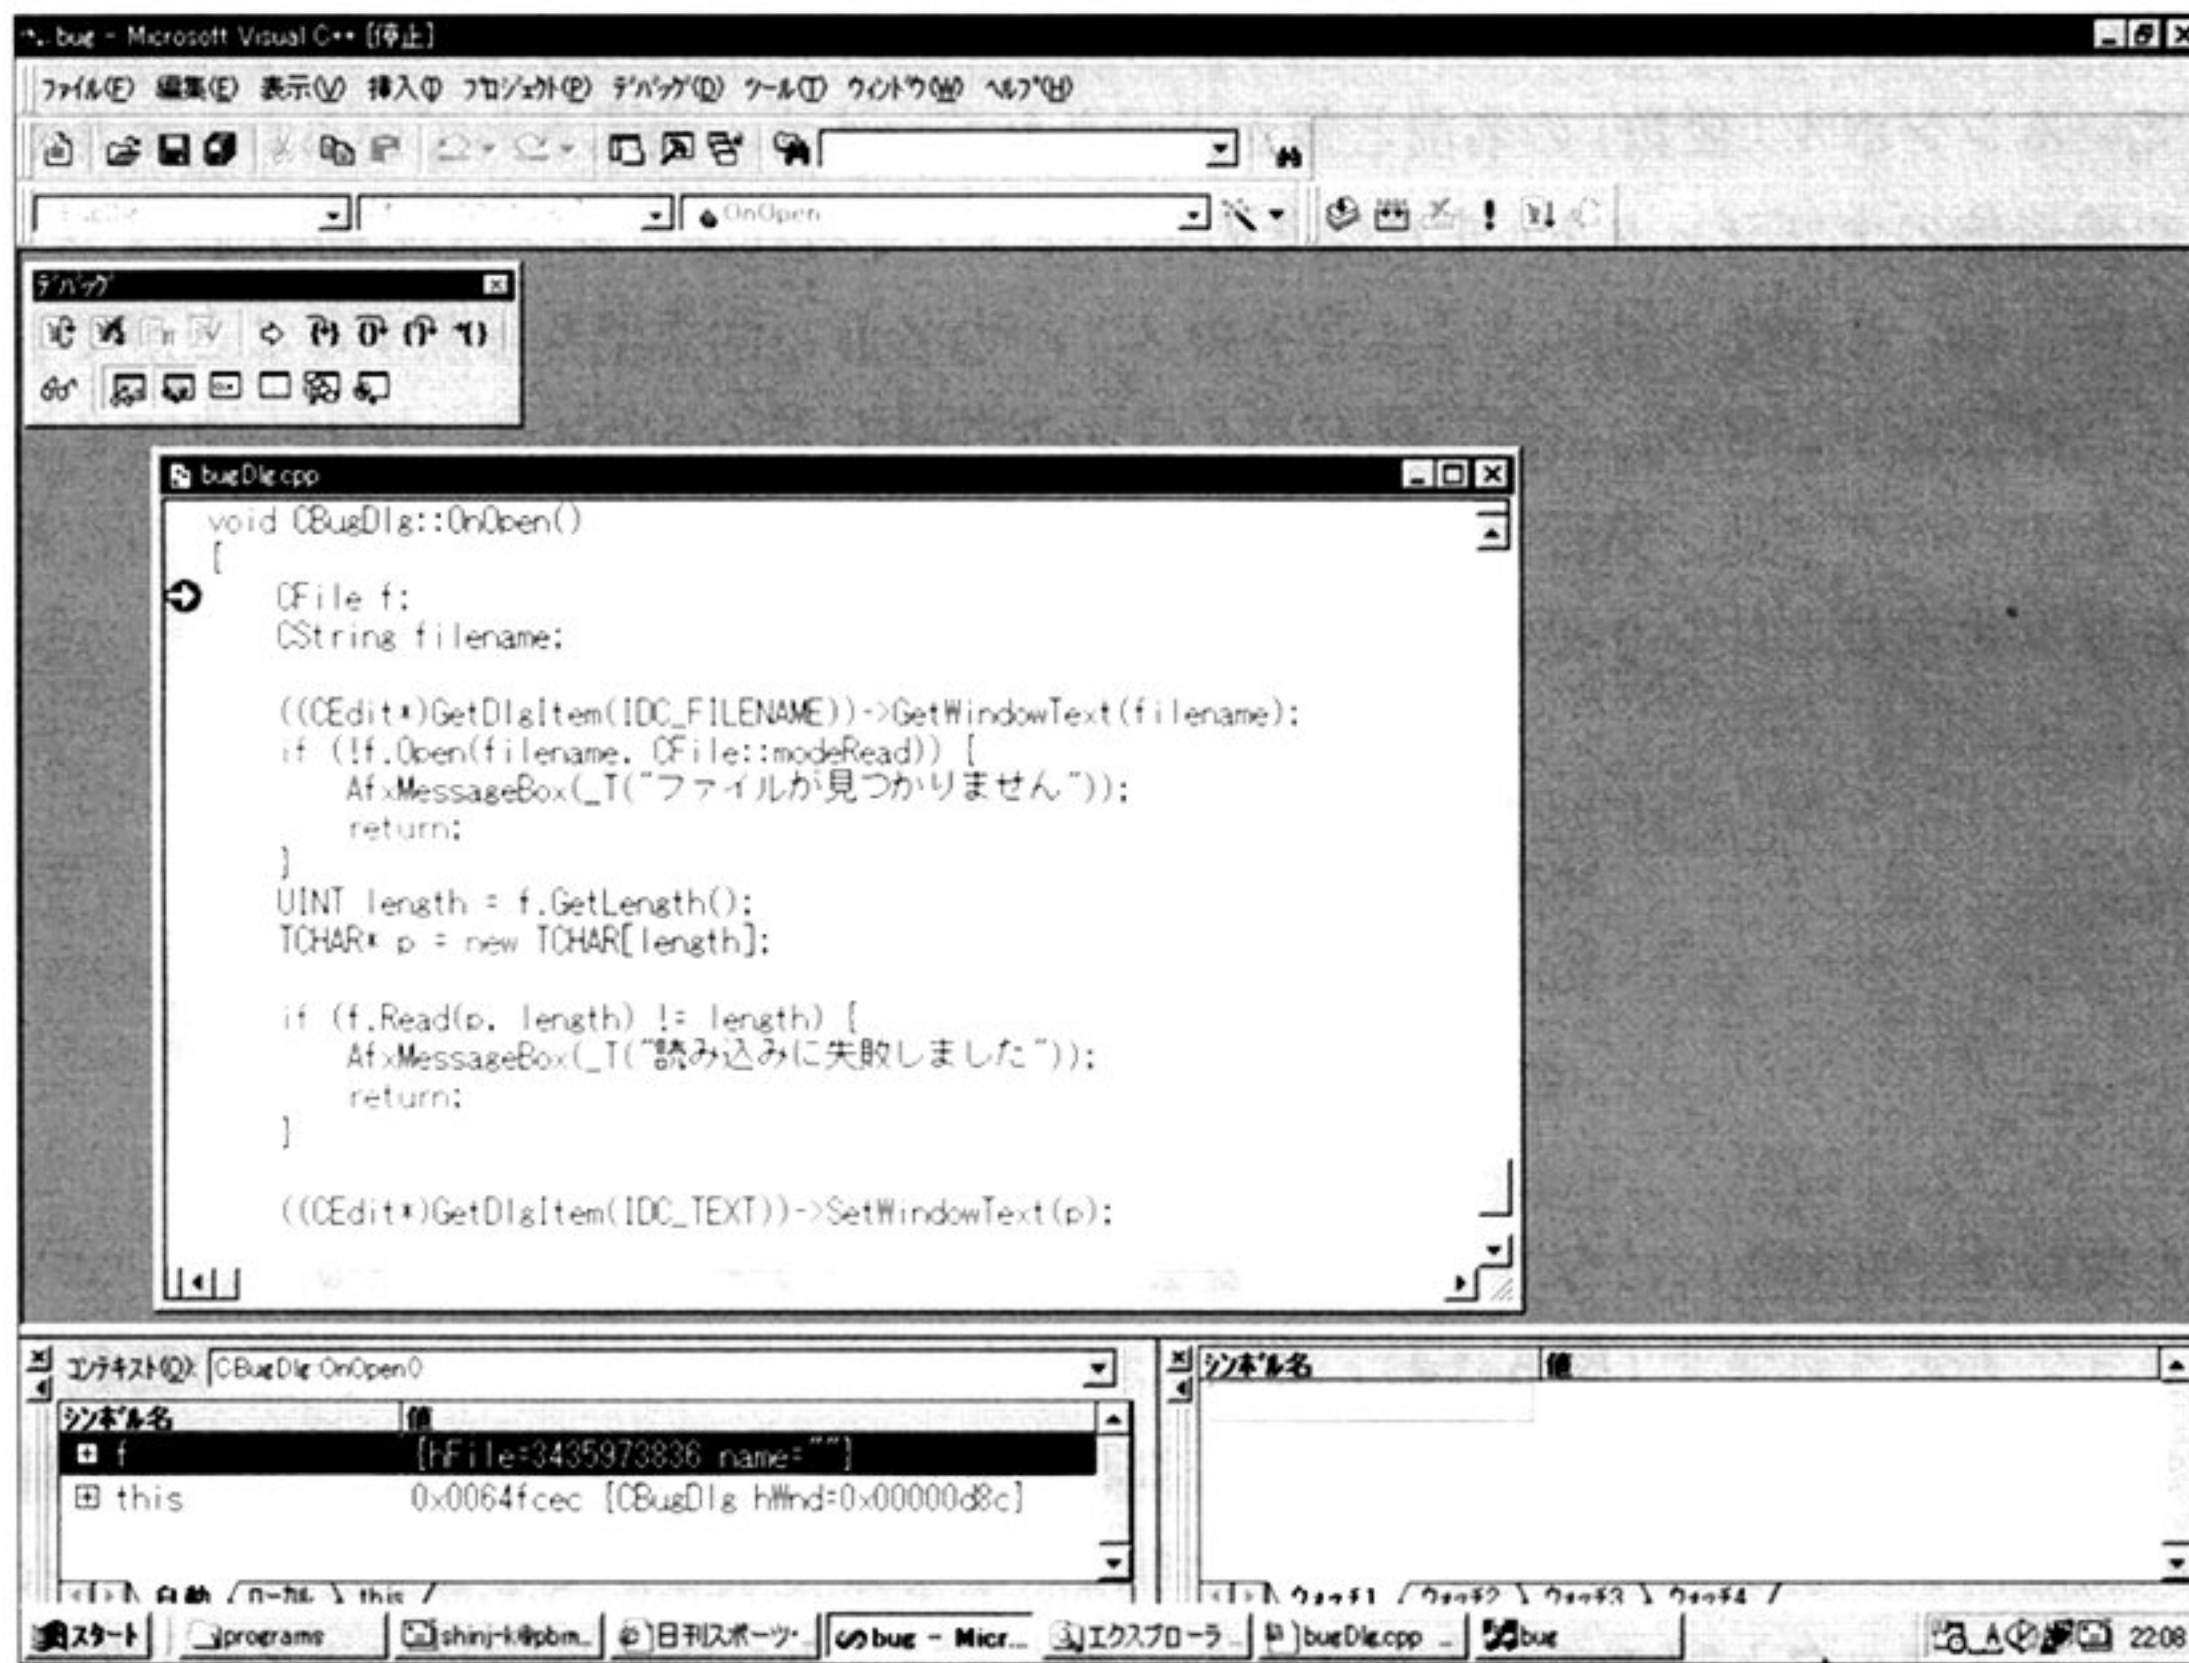 bug - Microsoft Visual C++ [停止]
ファイル(F) 編集(E) 表示(V) 挿入(I) プロジェクト(P) デバッグ(D) ツール(T) ウィンドウ(W) ヘルプ(H)
OnOpen
デバッグ
bugDlg.cpp
void CBugDlg::OnOpen()
{
CFile f;
CString filename;
((CEdit*)GetDlgItem(IDC_FILENAME))->GetWindowText(filename);
if (!f.Open(filename, CFile::modeRead)) {
AfxMessageBox(_T("ファイルが見つかりません"));
return;
}
UINT length = f.GetLength();
TCHAR* p = new TCHAR[length];
if (f.Read(p, length) != length) {
AfxMessageBox(_T("読み込みに失敗しました"));
return;
}
((CEdit*)GetDlgItem(IDC_TEXT))->SetWindowText(p);
コンテキスト(O): CBugDlg::OnOpen()
シンボル名 値
f {hFile=3435973836 name=""}
this 0x0064fcec {CBugDlg hWnd=0x00000d8c}
自動 ローカル this
シンボル名 値
ウォッチ1 ウォッチ2 ウォッチ3 ウォッチ4
スタート programs shinj-k@pbm... 日刊スポーツ・... bug - Micr... エクスプローラ... bugDlg.cpp ... bug 22:08